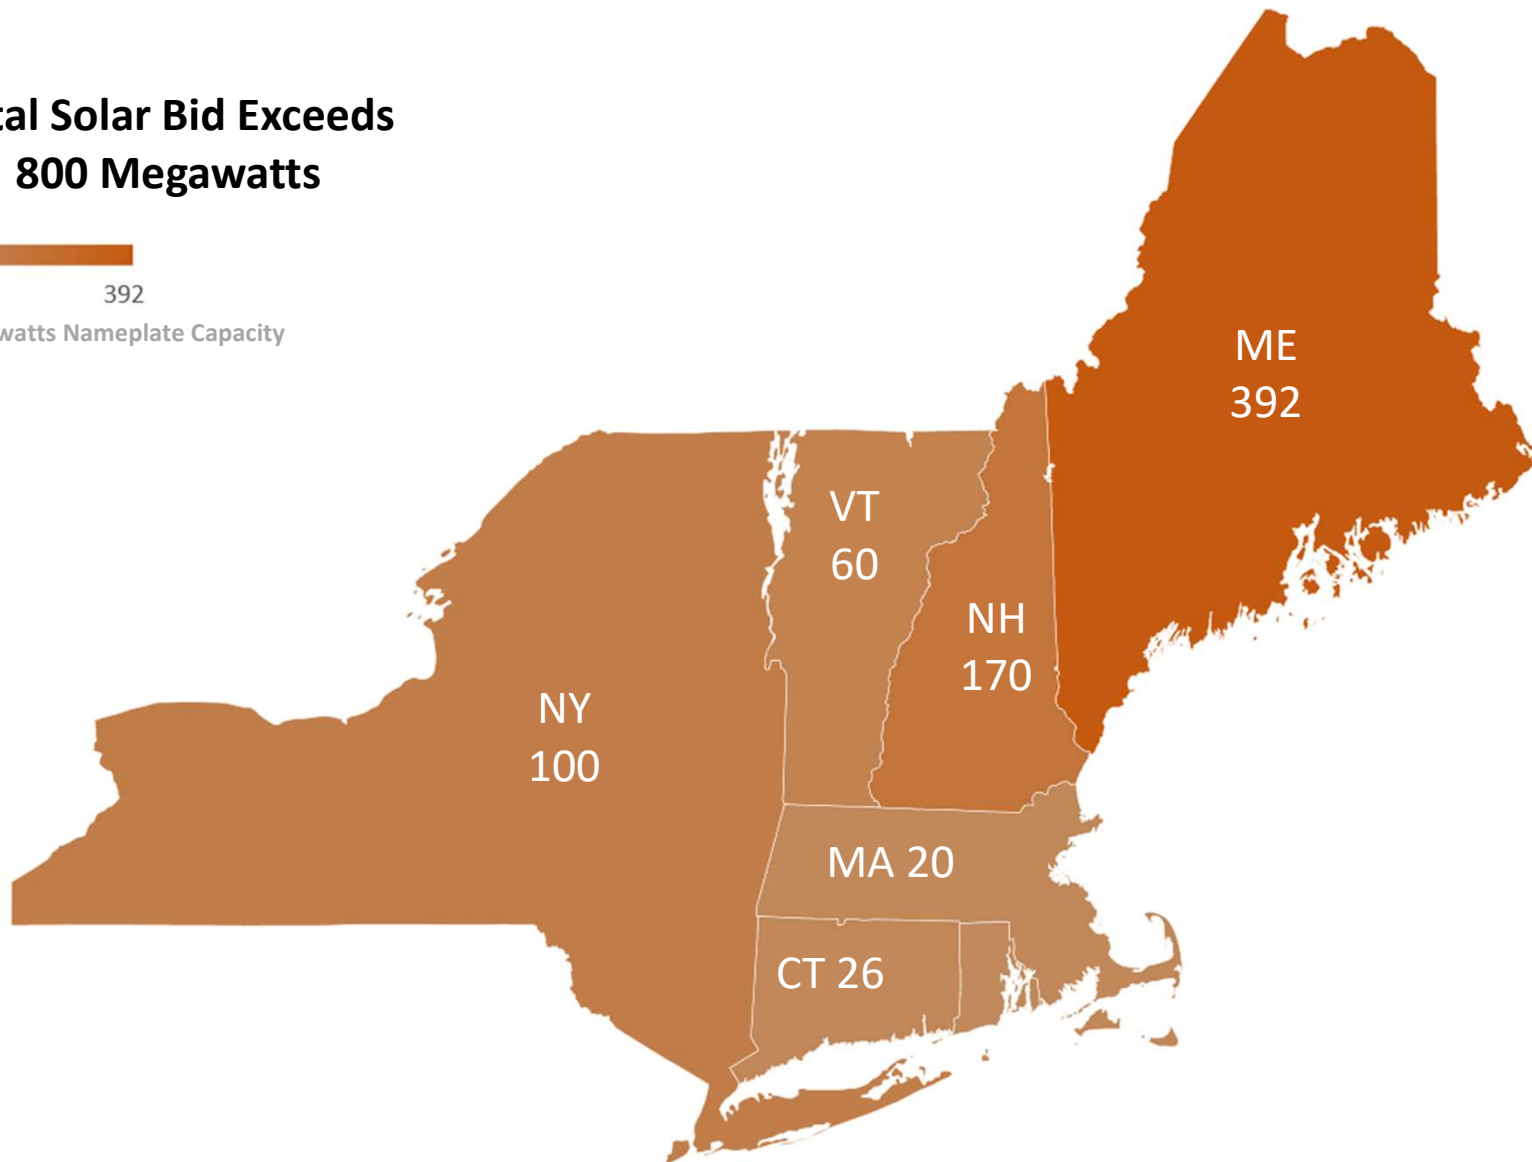 tal Solar Bid Exceeds
800 Megawatts
392
watts Nameplate Capacity
ME
392
VT
60
NH
170
NY
100
MA 20
CT 26